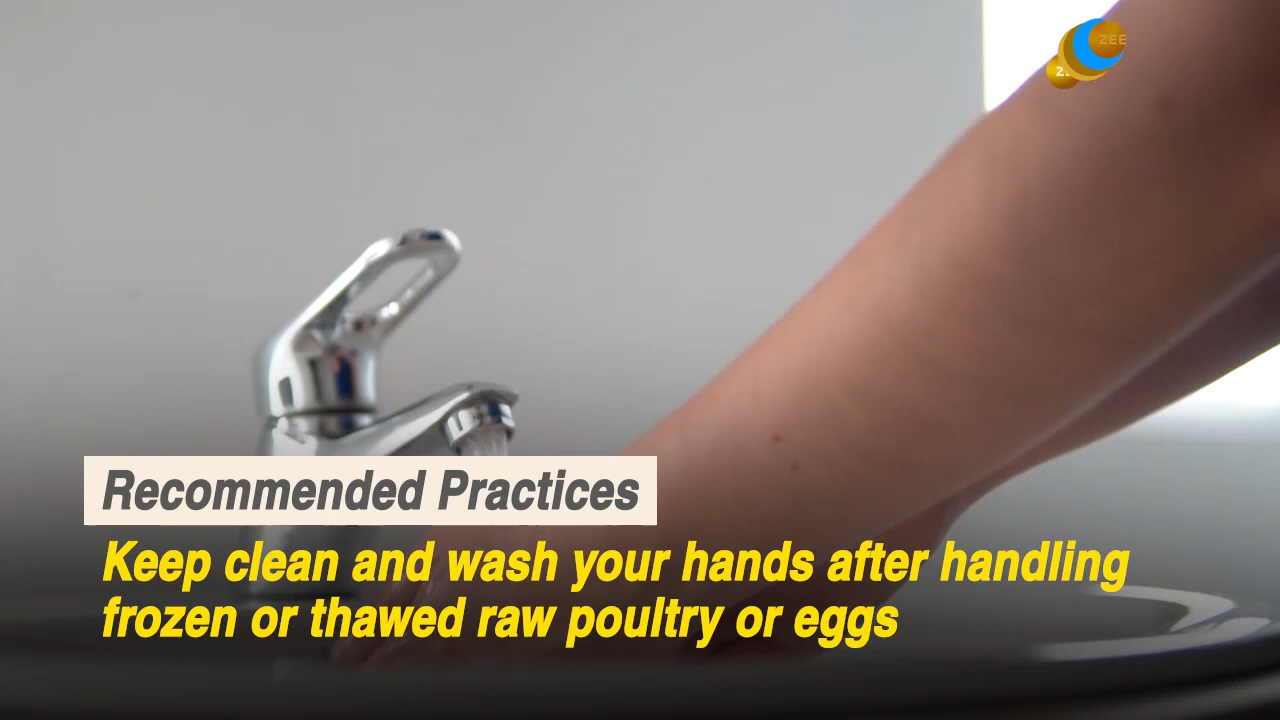 ZEE
Recommended Practices
Keep clean and wash your hands after handling
frozen or thawed raw poultry or eggs